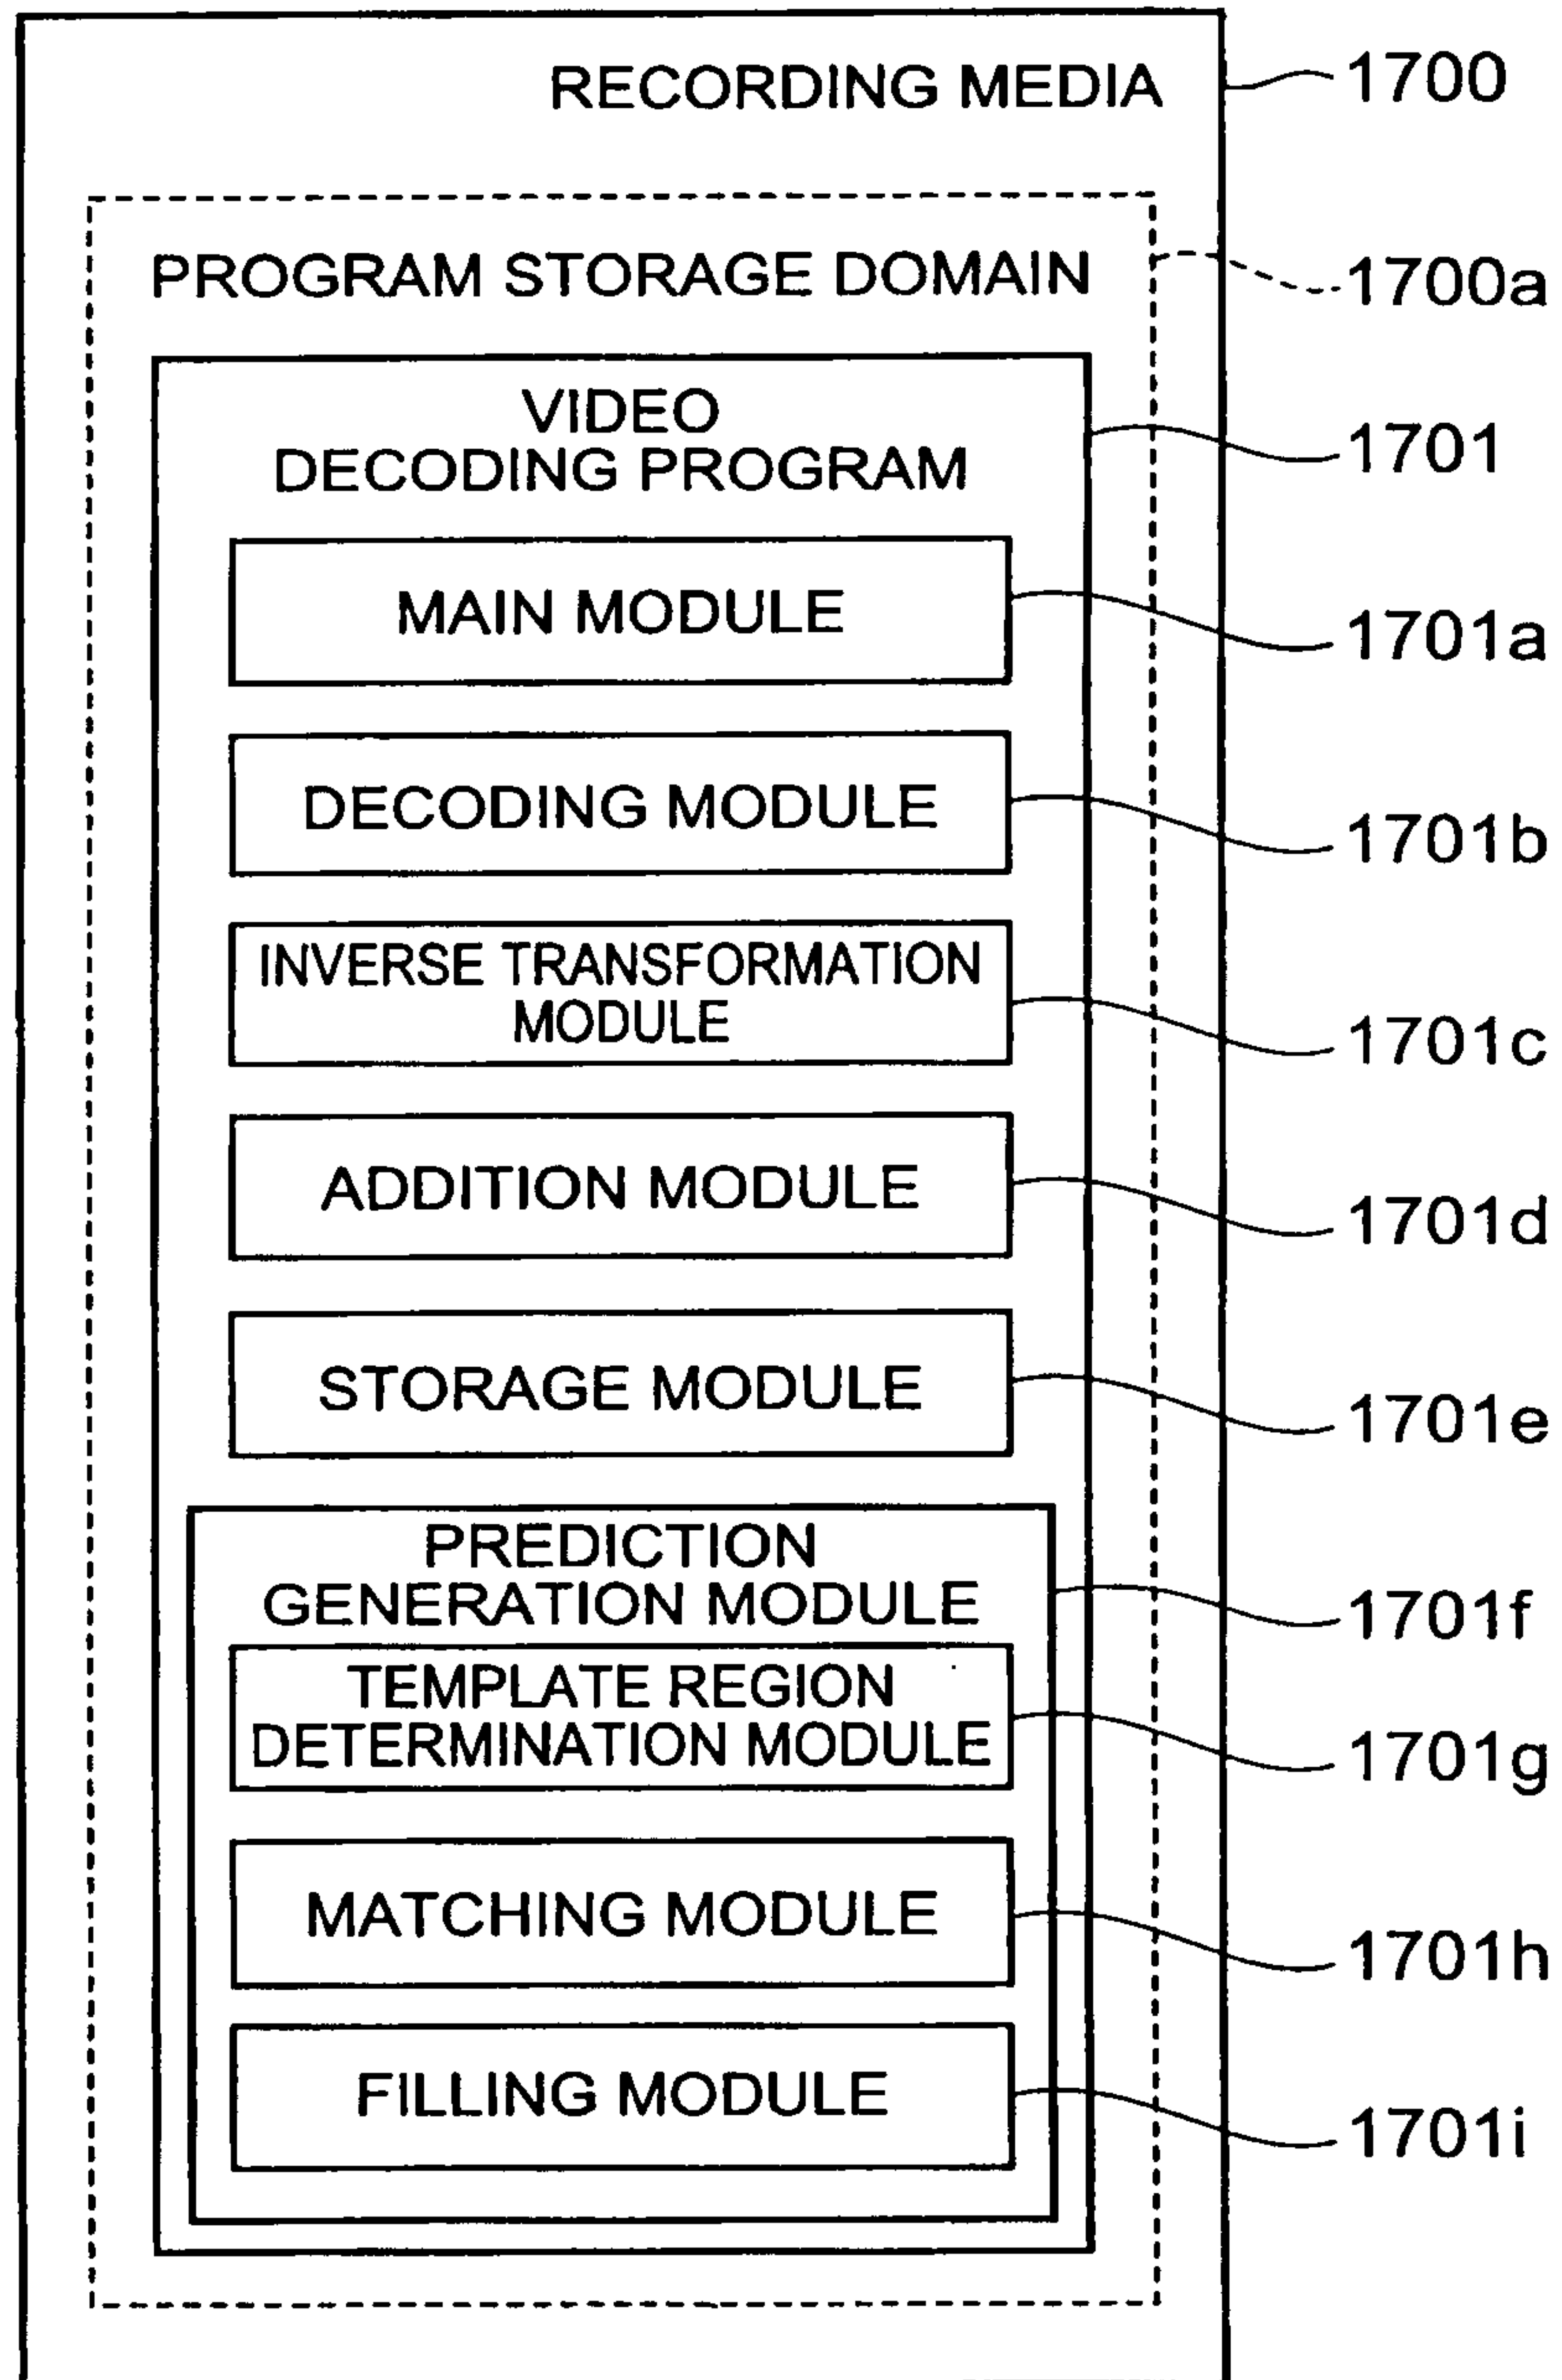 RECORDING MEDIA
1700
PROGRAM STORAGE DOMAIN
1700a
VIDEO
DECODING PROGRAM
1701
MAIN MODULE
1701a
DECODING MODULE
1701b
INVERSE TRANSFORMATION
MODULE
1701c
ADDITION MODULE
1701d
STORAGE MODULE
1701e
PREDICTION
GENERATION MODULE
1701f
TEMPLATE REGION
DETERMINATION MODULE
1701g
MATCHING MODULE
1701h
FILLING MODULE
1701i